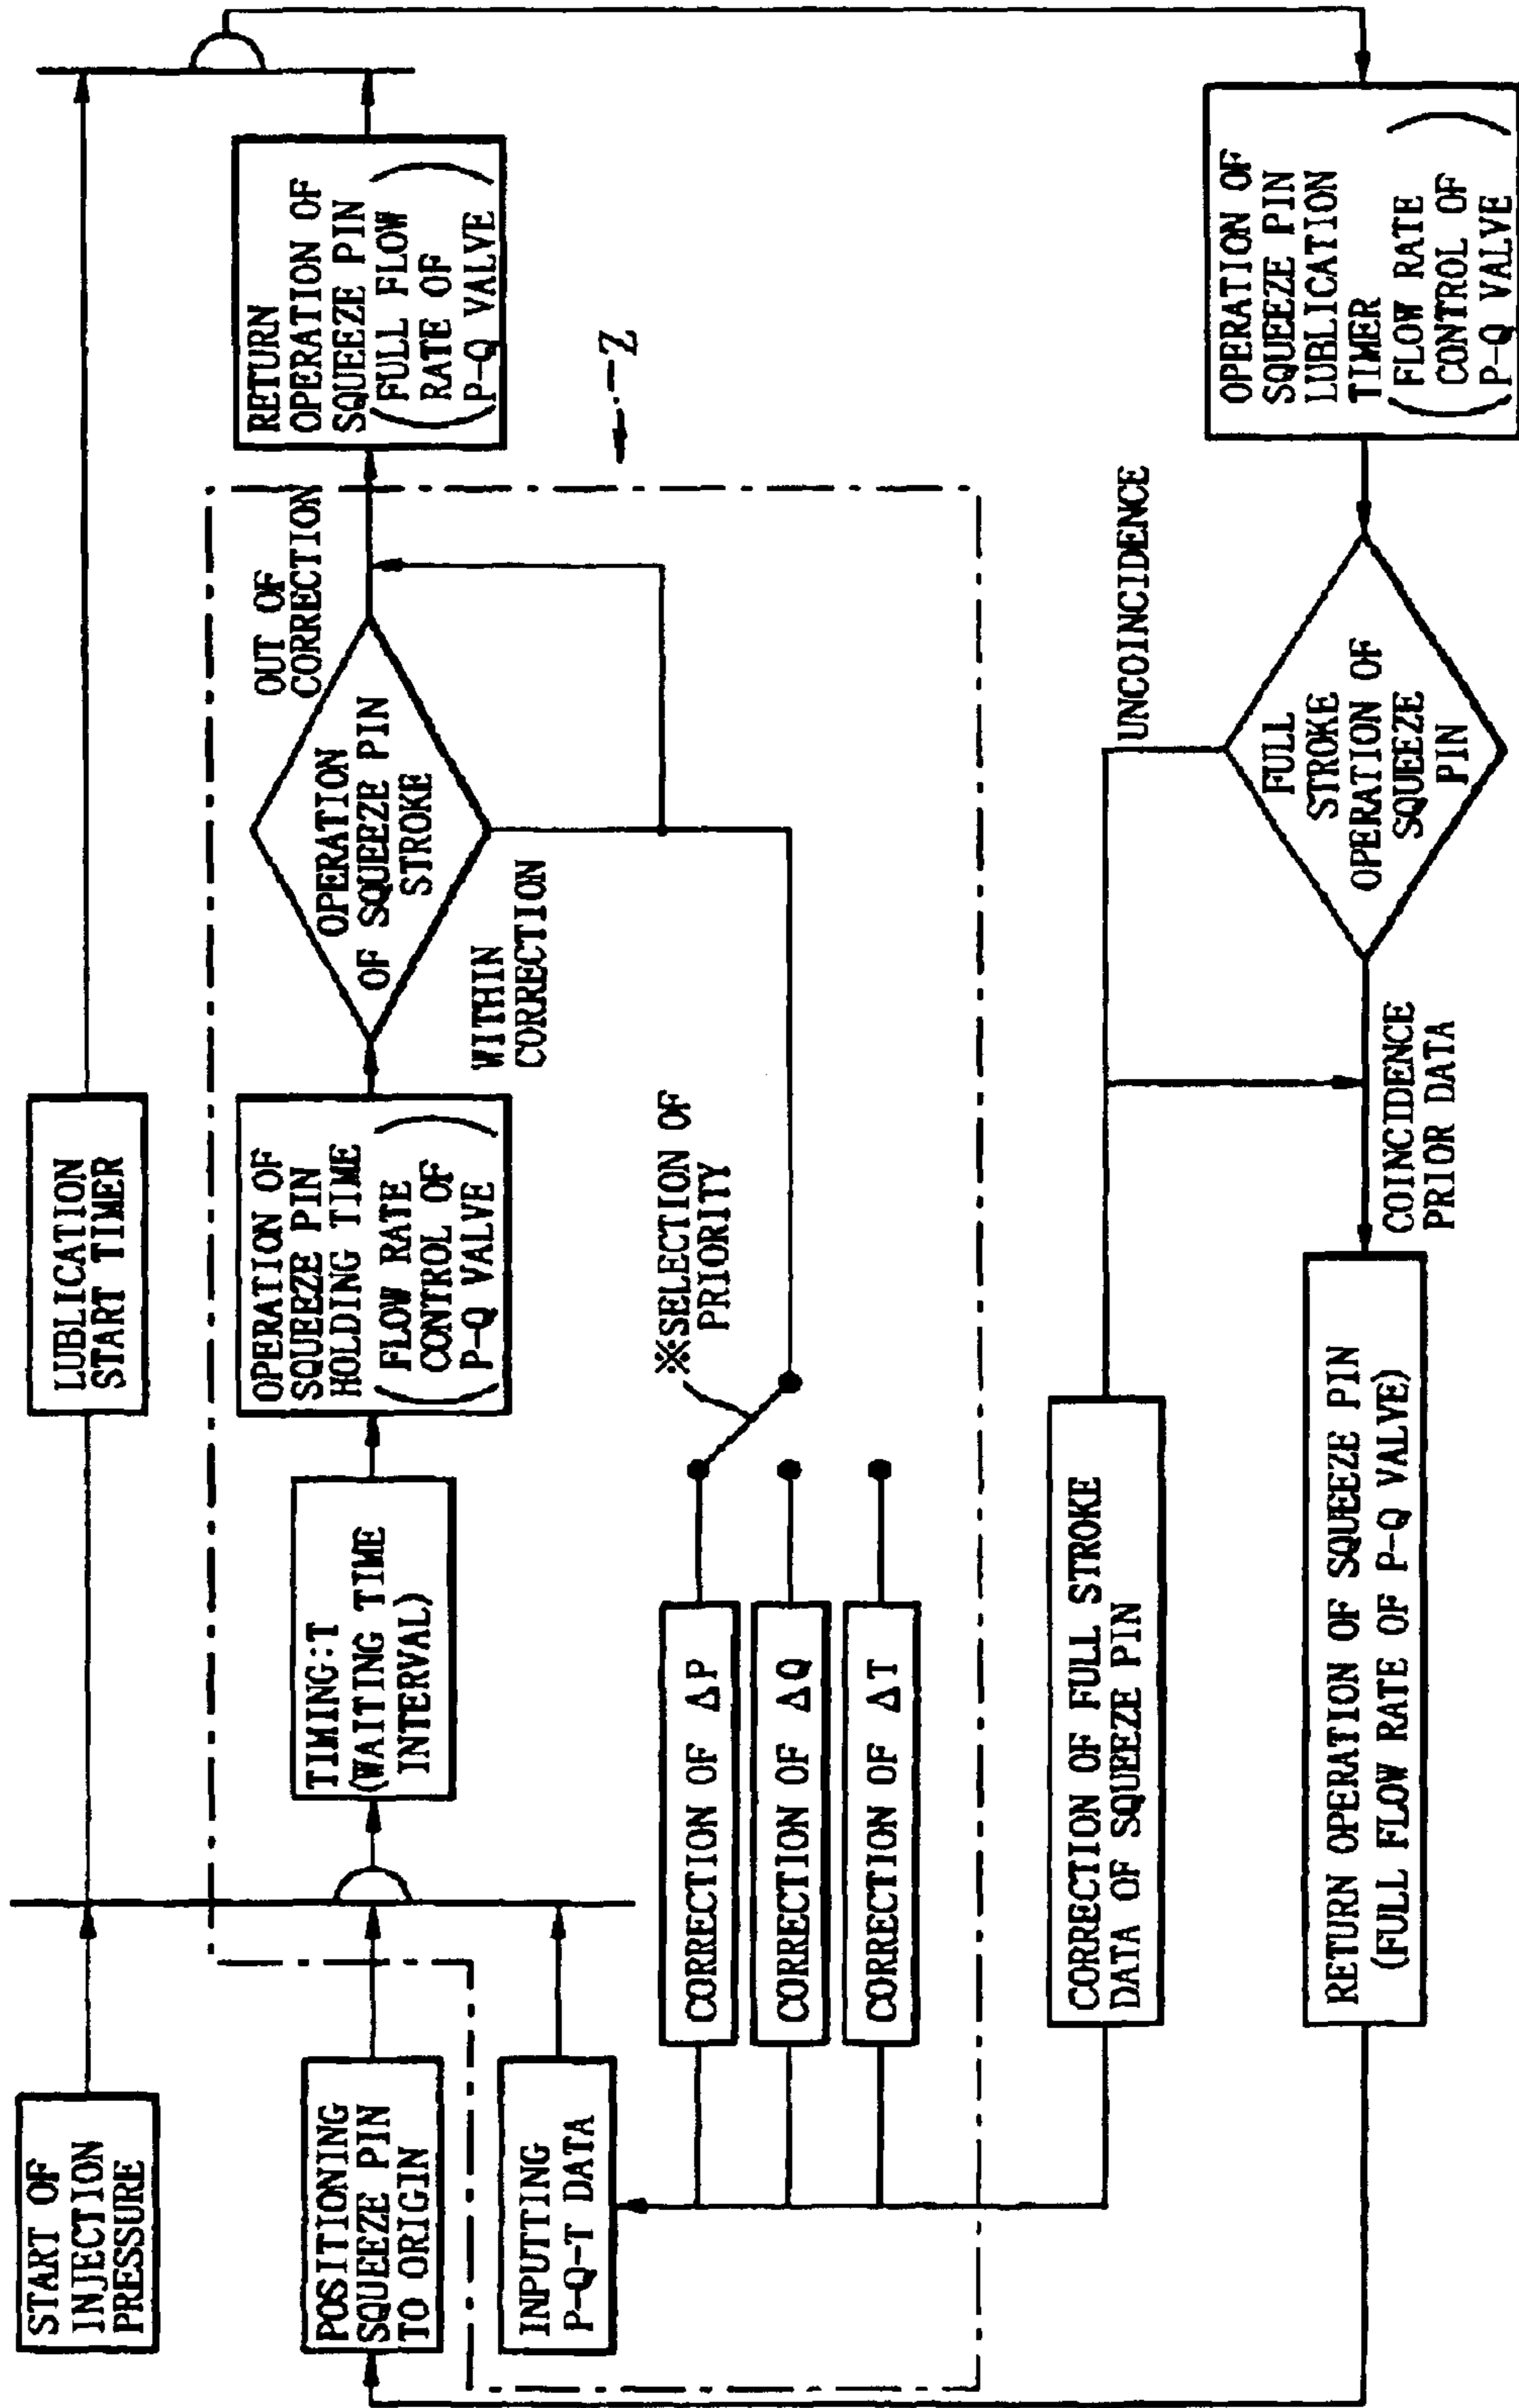 START OF
INJECTION
PRESSURE
LUBLICATION
START TIMER
POSITIONING
SQUEEZE PIN
TO ORIGIN
TIMING:T
(WAITING TIME
INTERVAL)
OPERATION OF
SQUEEZE PIN
HOLDING TIME
(FLOW RATE
CONTROL OF
P-Q VALVE)
OPERATION
OF SQUEEZE PIN
STROKE
OUT OF
CORRECTION
WITHIN
CORRECTION
RETURN
OPERATION OF
SQUEEZE PIN
(FULL FLOW
RATE OF
P-Q VALVE)
Z
INPUTTING
P-Q-T DATA
CORRECTION OF ΔP
CORRECTION OF ΔQ
CORRECTION OF ΔT
※SELECTION OF
PRIORITY
CORRECTION OF FULL STROKE
DATA OF SQUEEZE PIN
UNCOINCIDENCE
RETURN OPERATION OF SQUEEZE PIN
(FULL FLOW RATE OF P-Q VALVE)
COINCIDENCE
PRIOR DATA
FULL
STROKE
OPERATION OF
SQUEEZE
PIN
OPERATION OF
SQUEEZE PIN
LUBLICATION
TIMER
(FLOW RATE
CONTROL OF
P-Q VALVE)